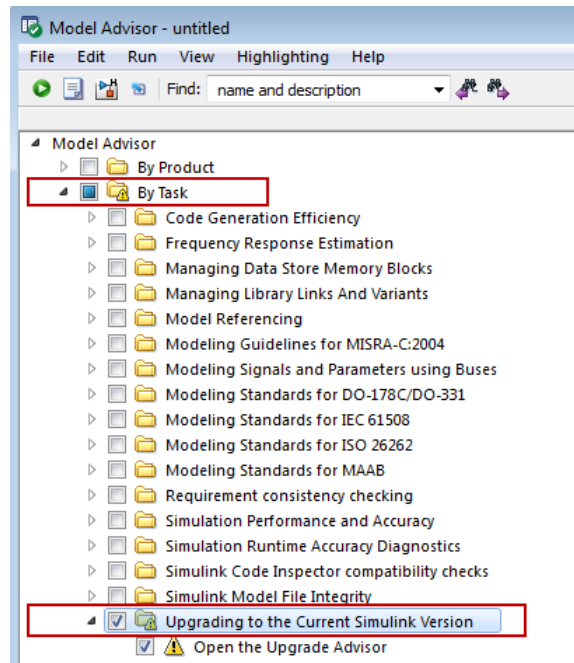 Model Advisor - untitled
File Edit Run View Highlighting Help
Find: name and description
Model Advisor
By Product
By Task
Code Generation Efficiency
Frequency Response Estimation
Managing Data Store Memory Blocks
Managing Library Links And Variants
Model Referencing
Modeling Guidelines for MISRA-C:2004
Modeling Signals and Parameters using Buses
Modeling Standards for DO-178C/DO-331
Modeling Standards for IEC 61508
Modeling Standards for ISO 26262
Modeling Standards for MAAB
Requirement consistency checking
Simulation Performance and Accuracy
Simulation Runtime Accuracy Diagnostics
Simulink Code Inspector compatibility checks
Simulink Model File Integrity
Upgrading to the Current Simulink Version
Open the Upgrade Advisor